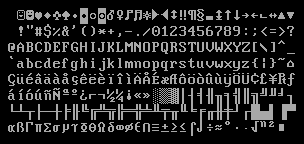 ☺☻♥♦♣♠•◘○◙♂♀♪♫☼►◄↕‼¶§▬↨↑↓→←∟↔▲▼
!"#$%&'()*+,-./0123456789:;<=>?
@ABCDEFGHIJKLMNOPQRSTUVWXYZ[\]^_
`abcdefghijklmnopqrstuvwxyz{|}~⌂
ÇüéâäàåçêëèïîìÄÅÉæÆôöòûùÿÖÜ¢£¥₧ƒ
áíóúñÑªº¿⌐¬½¼¡«»░▒▓│┤╡╢╖╕╣║╗╝╜╛┐
└┴┬├─┼╞╟╚╔╩╦╠═╬╧╨╤╥╙╘╒╓╫╪┘┌█▄▌▐▀
αßΓπΣσµτΦΘΩδ∞φε∩≡±≥≤⌠⌡÷≈°∙·√ⁿ²■